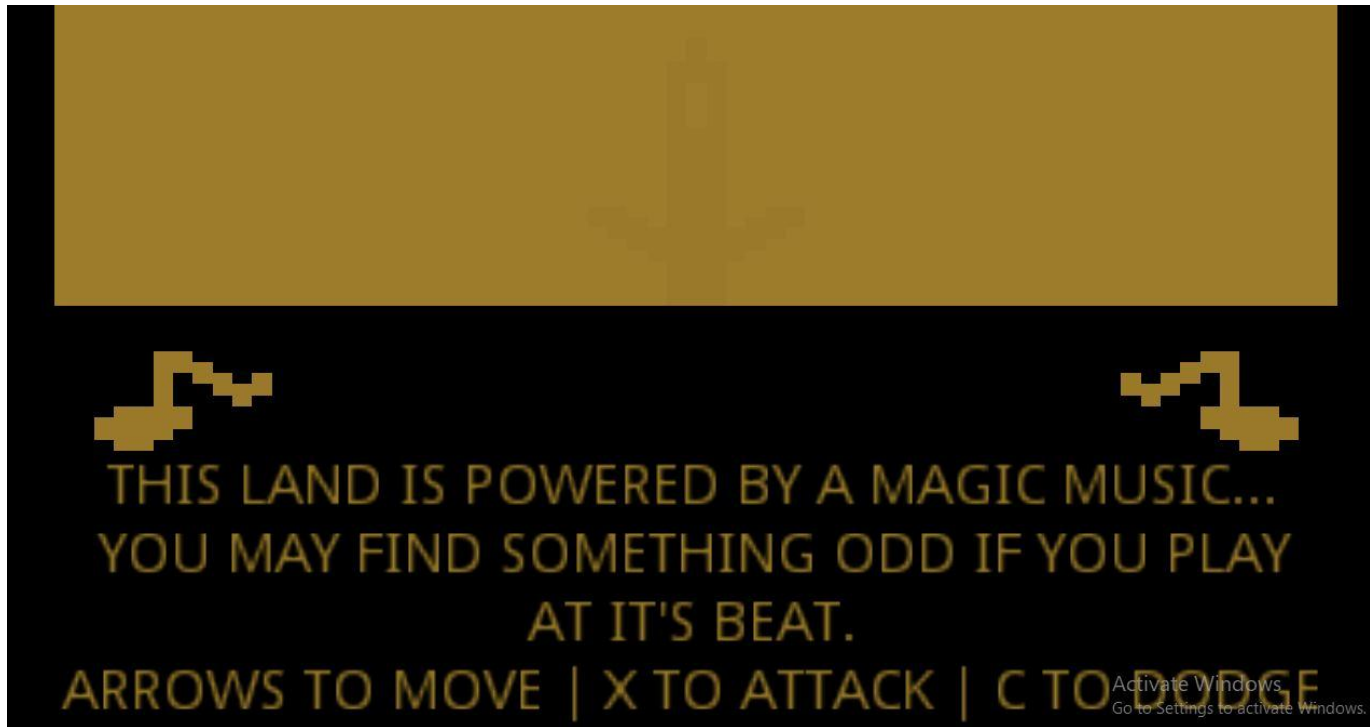 THIS LAND IS POWERED BY A MAGIC MUSIC...
YOU MAY FIND SOMETHING ODD IF YOU PLAY
AT IT'S BEAT.
ARROWS TO MOVE | X TO ATTACK | C TO DODGE
Activate Windows
Go to Settings to activate Windows.